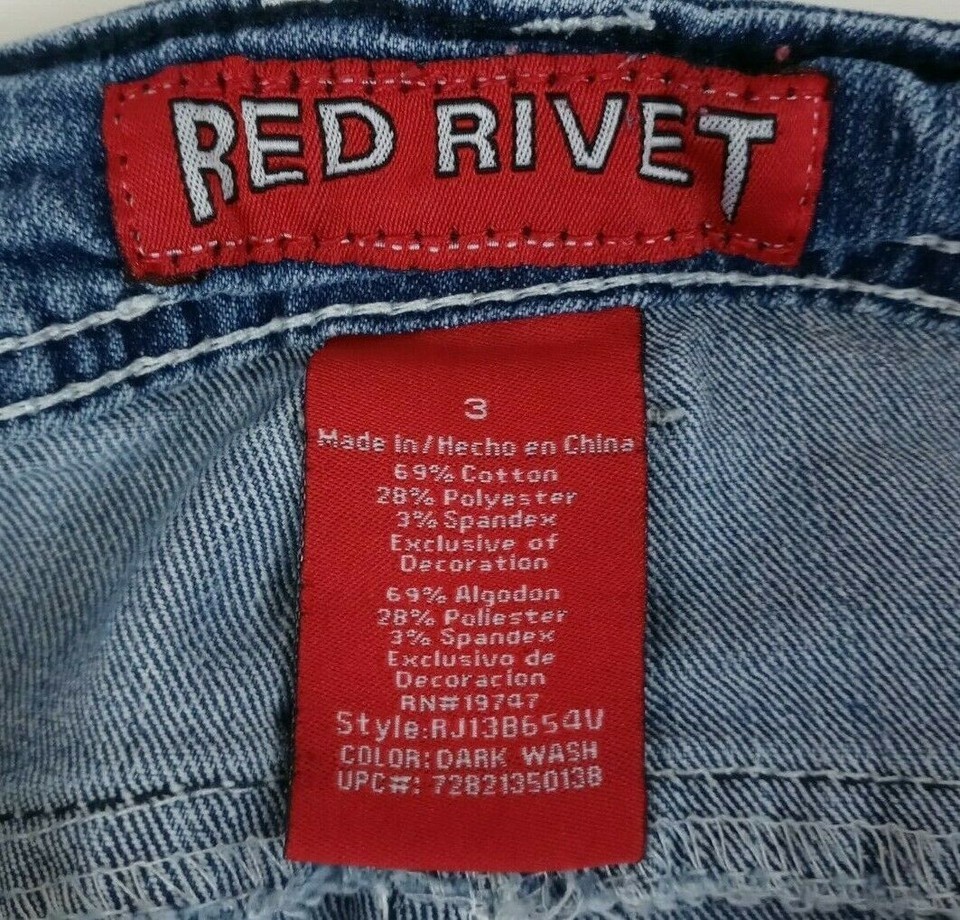 RED RIVET
3
Made in/Hecho en China
69% Cotton
28% Polyester
3% Spandex
Exclusive of
Decoration
69% Algodon
28% Poliester
3% Spandex
Exclusivo de
Decoracion
RN#19747
Style:RJ13B654V
COLOR: DARK WASH
UPC#: 72821350138